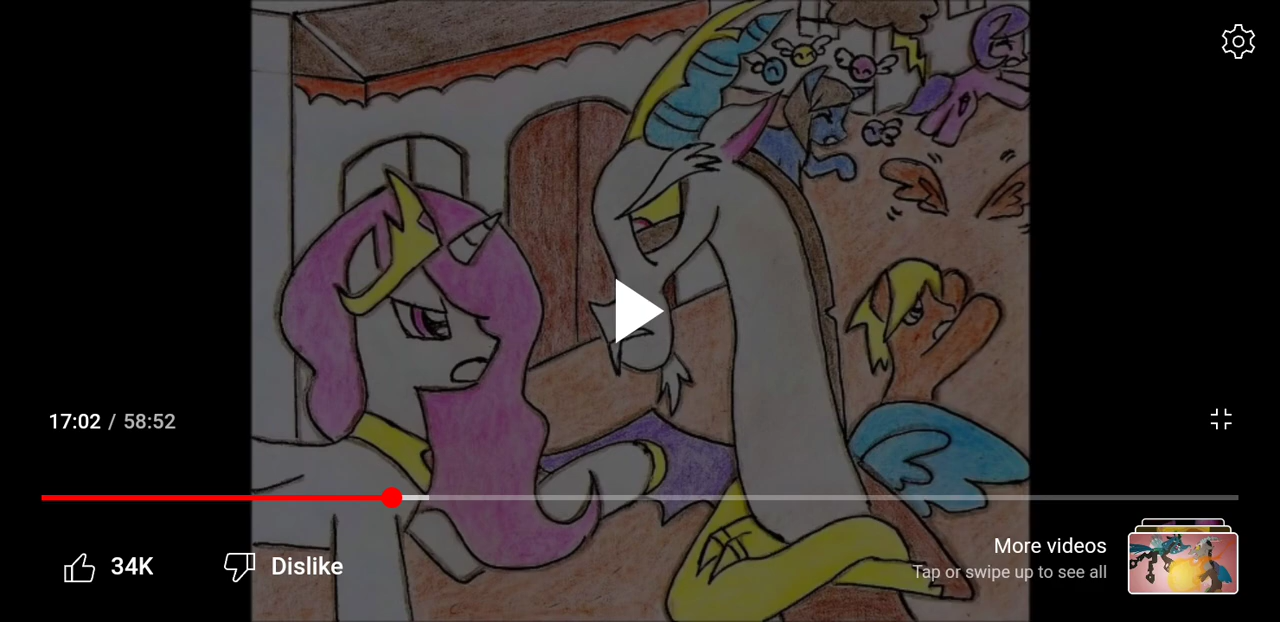 17:02 / 58:52
34K
Dislike
More videos
Tap or swipe up to see all